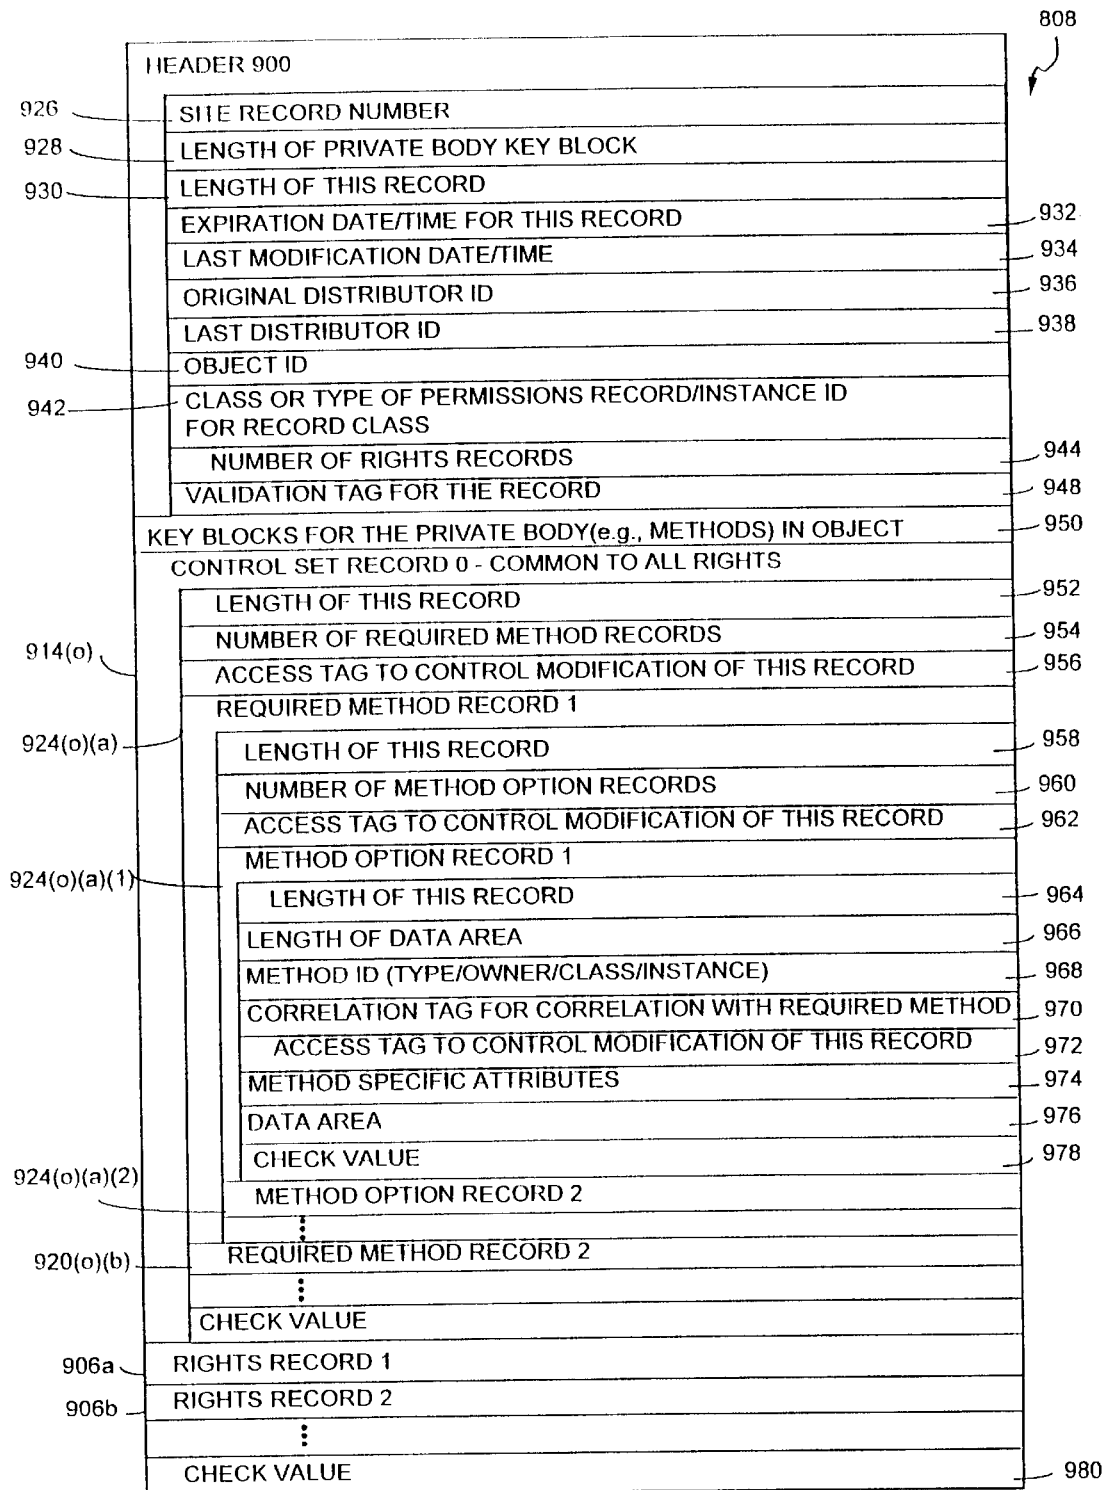 808
HEADER 900
926 SITE RECORD NUMBER
928 LENGTH OF PRIVATE BODY KEY BLOCK
930 LENGTH OF THIS RECORD
EXPIRATION DATE/TIME FOR THIS RECORD 932
LAST MODIFICATION DATE/TIME 934
ORIGINAL DISTRIBUTOR ID 936
LAST DISTRIBUTOR ID 938
940 OBJECT ID
942 CLASS OR TYPE OF PERMISSIONS RECORD/INSTANCE ID
FOR RECORD CLASS
NUMBER OF RIGHTS RECORDS 944
VALIDATION TAG FOR THE RECORD 948
KEY BLOCKS FOR THE PRIVATE BODY(e.g., METHODS) IN OBJECT 950
CONTROL SET RECORD 0 - COMMON TO ALL RIGHTS
LENGTH OF THIS RECORD 952
914(o) NUMBER OF REQUIRED METHOD RECORDS 954
ACCESS TAG TO CONTROL MODIFICATION OF THIS RECORD 956
924(o)(a) REQUIRED METHOD RECORD 1
LENGTH OF THIS RECORD 958
NUMBER OF METHOD OPTION RECORDS 960
ACCESS TAG TO CONTROL MODIFICATION OF THIS RECORD 962
924(o)(a)(1) METHOD OPTION RECORD 1
LENGTH OF THIS RECORD 964
LENGTH OF DATA AREA 966
METHOD ID (TYPE/OWNER/CLASS/INSTANCE) 968
CORRELATION TAG FOR CORRELATION WITH REQUIRED METHOD 970
ACCESS TAG TO CONTROL MODIFICATION OF THIS RECORD 972
METHOD SPECIFIC ATTRIBUTES 974
DATA AREA 976
CHECK VALUE 978
924(o)(a)(2) METHOD OPTION RECORD 2
920(o)(b) REQUIRED METHOD RECORD 2
CHECK VALUE
906a RIGHTS RECORD 1
906b RIGHTS RECORD 2
CHECK VALUE 980